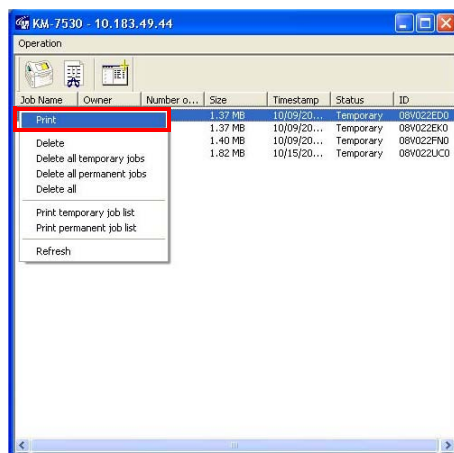 KM-7530 - 10.183.49.44
Operation
Job Name Owner Number o... Size Timestamp Status ID
1.37 MB 10/09/20... Temporary 08V022ED0
1.37 MB 10/09/20... Temporary 08V022EK0
1.40 MB 10/09/20... Temporary 08V022FN0
1.82 MB 10/15/20... Temporary 08V022UC0
Print
Delete
Delete all temporary jobs
Delete all permanent jobs
Delete all
Print temporary job list
Print permanent job list
Refresh